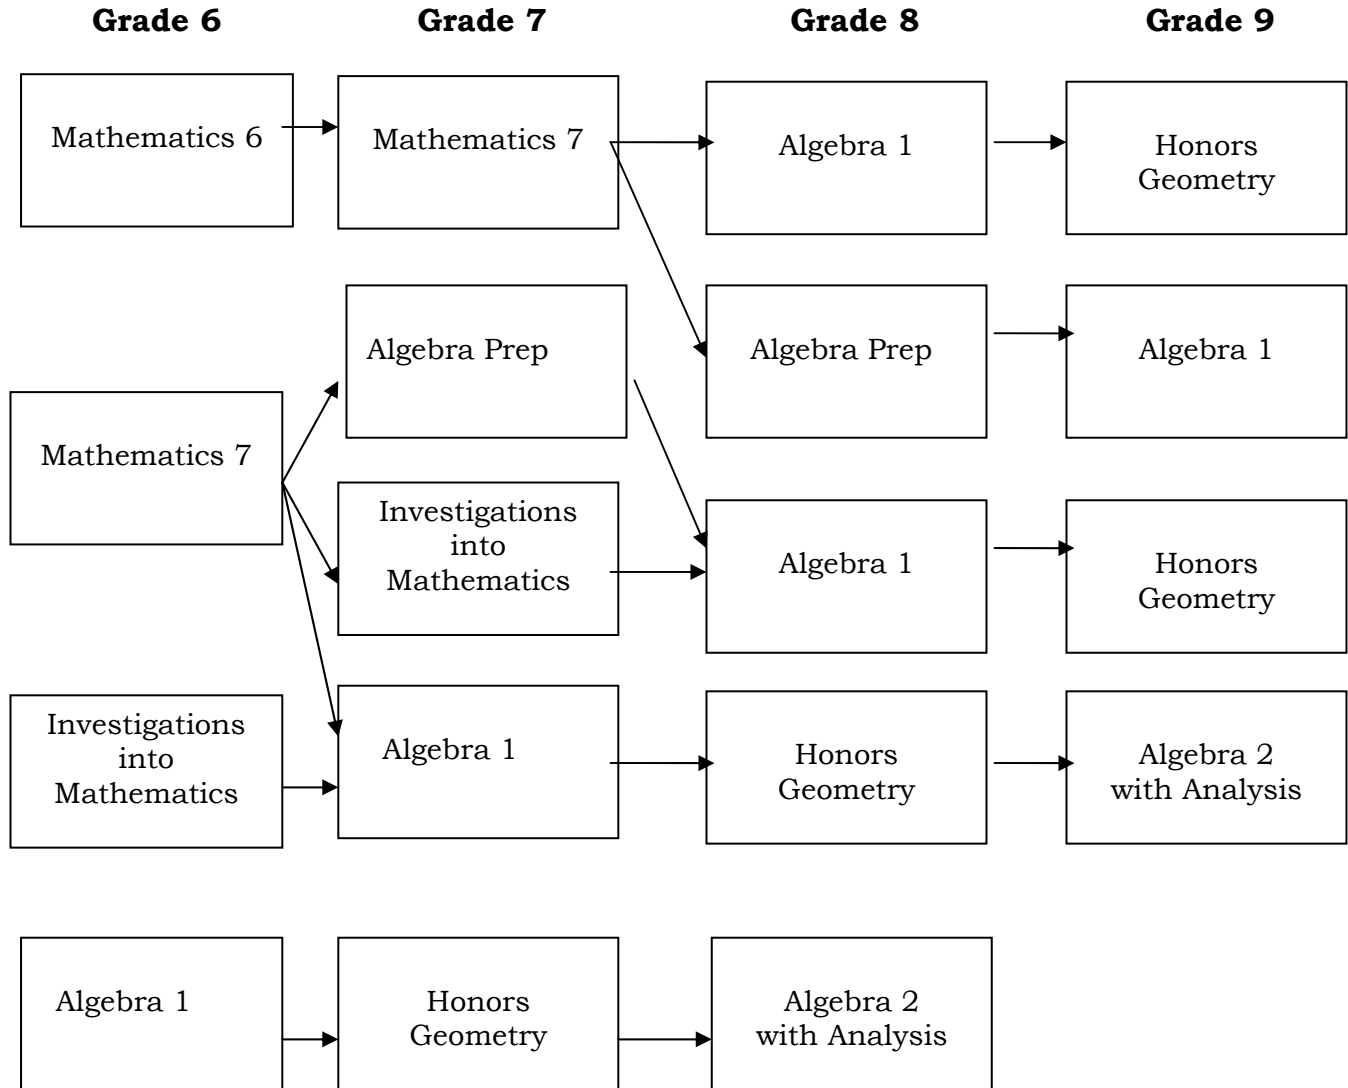 Grade 6 Grade 7 Grade 8 Grade 9
Mathematics 6
Mathematics 7
Algebra 1
Honors
Geometry
Algebra Prep
Algebra Prep
Algebra 1
Mathematics 7
Investigations
into
Mathematics
Algebra 1
Honors
Geometry
Investigations
into
Mathematics
Algebra 1
Honors
Geometry
Algebra 2
with Analysis
Algebra 1
Honors
Geometry
Algebra 2
with Analysis